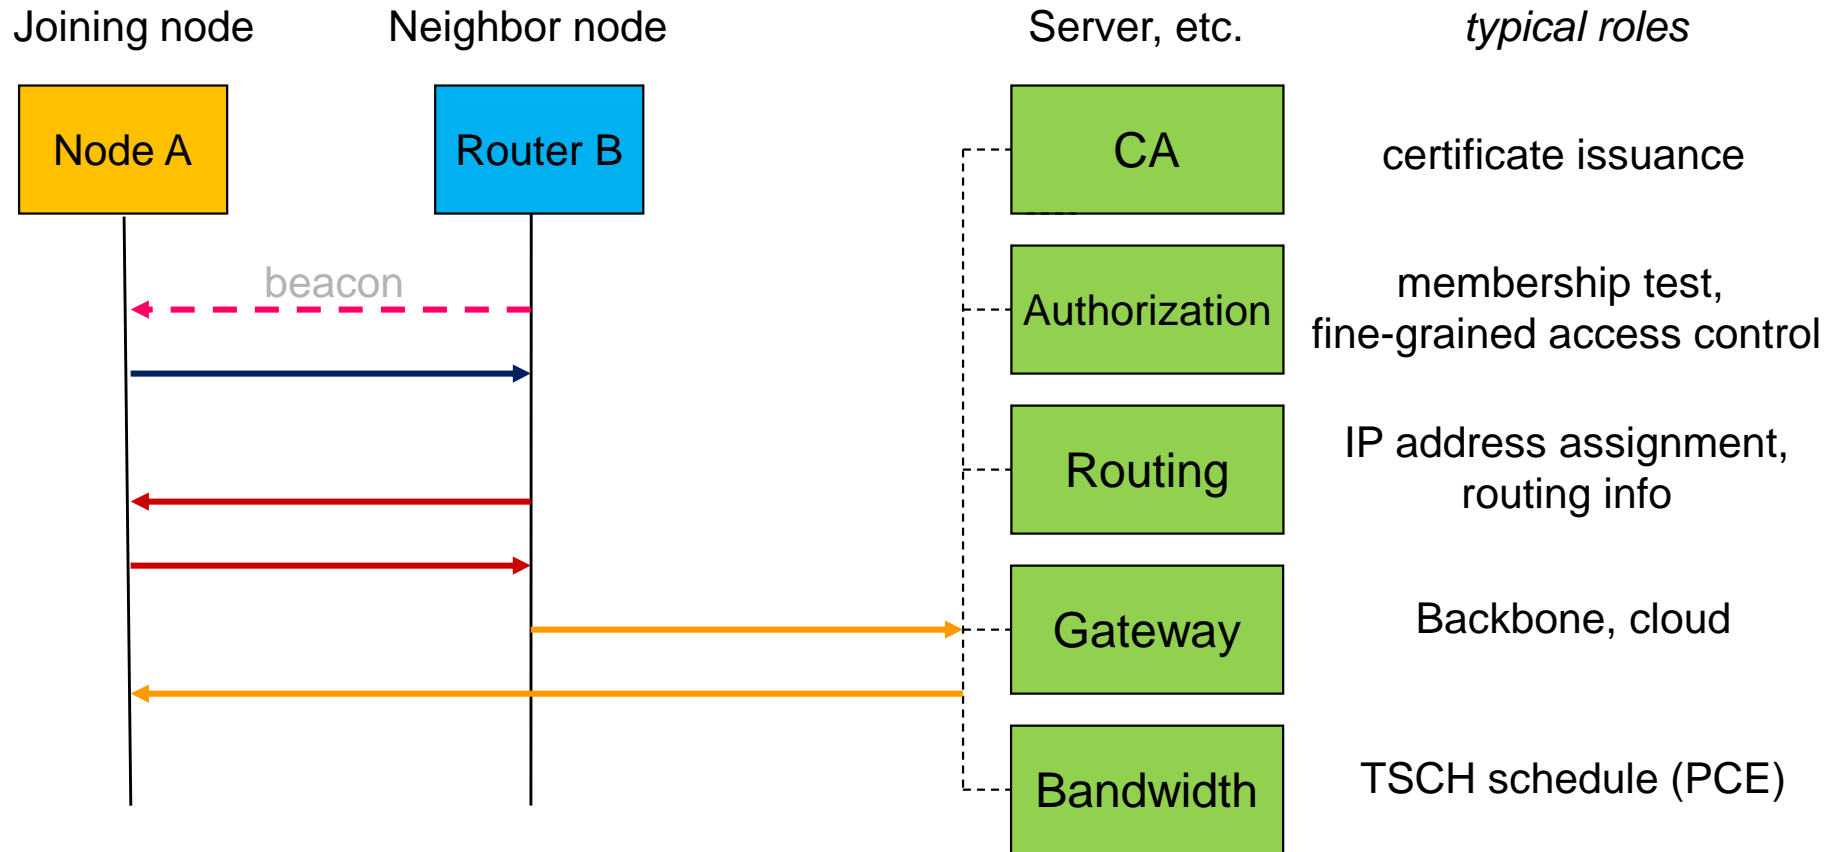 Joining node
Neighbor node
Server, etc.
typical roles
Node A
Router B
CA
certificate issuance
beacon
Authorization
membership test,
fine-grained access control
Routing
IP address assignment,
routing info
Gateway
Backbone, cloud
Bandwidth
TSCH schedule (PCE)